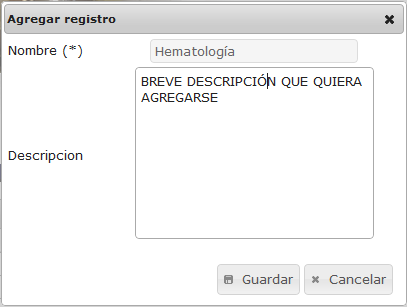 Agregar registro
Nombre (*)
Hematología
BREVE DESCRIPCIÓN QUE QUIERA
AGREGARSE
Descripcion
Guardar
Cancelar